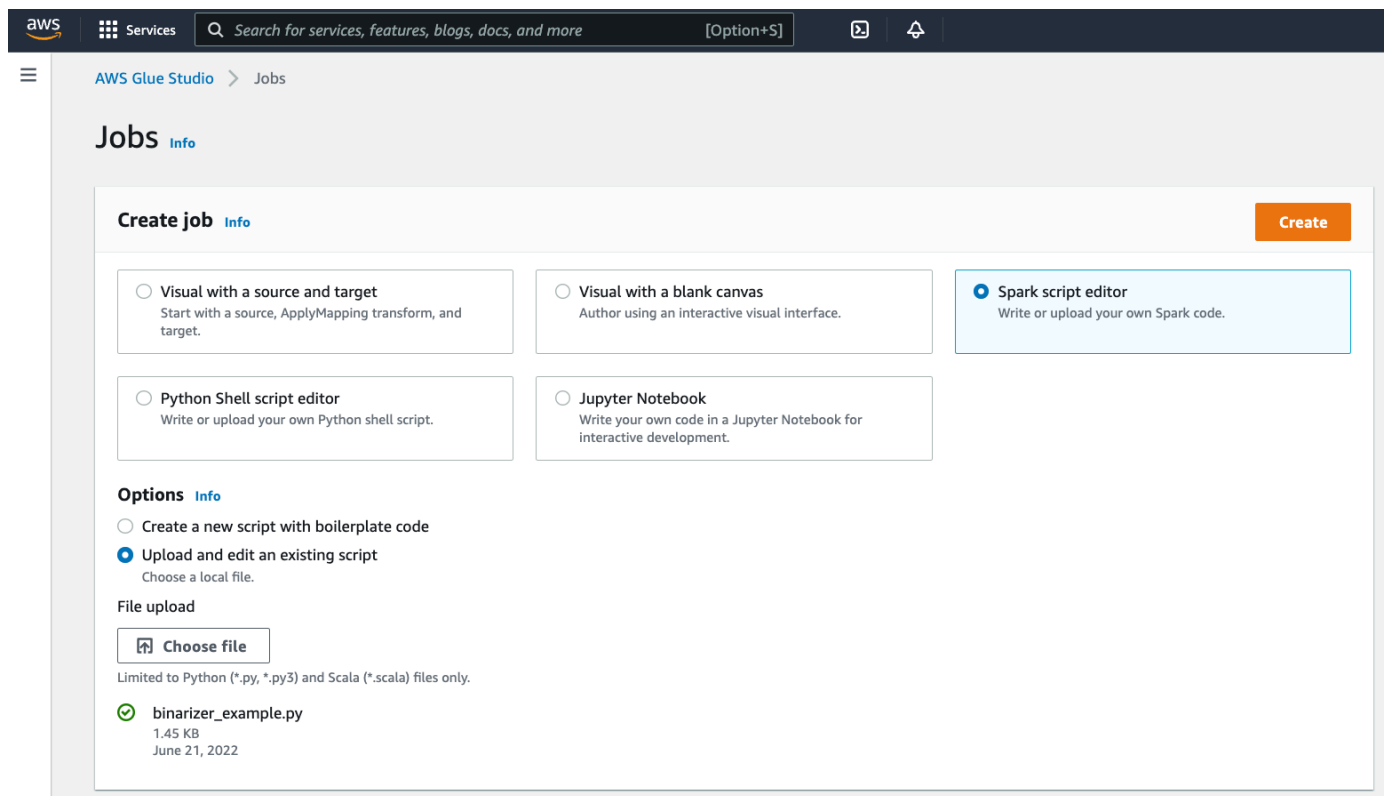 aws
Services
Search for services, features, blogs, docs, and more
[Option+S]
AWS Glue Studio
Jobs
Jobs Info
Create job Info
Create
Visual with a source and target
Start with a source, ApplyMapping transform, and
target.
Visual with a blank canvas
Author using an interactive visual interface.
Spark script editor
Write or upload your own Spark code.
Python Shell script editor
Write or upload your own Python shell script.
Jupyter Notebook
Write your own code in a Jupyter Notebook for
interactive development.
Options Info
Create a new script with boilerplate code
Upload and edit an existing script
Choose a local file.
File upload
Choose file
Limited to Python (*.py, *.py3) and Scala (*.scala) files only.
binarizer_example.py
1.45 KB
June 21, 2022